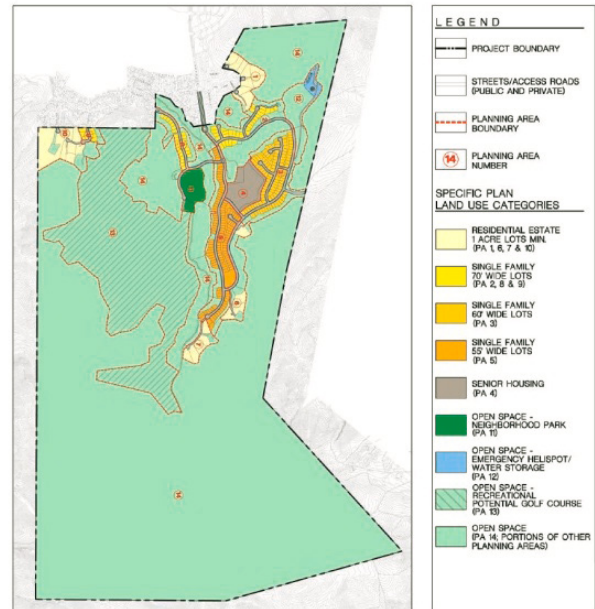 LEGEND
PROJECT BOUNDARY
STREETS/ACCESS ROADS
(PUBLIC AND PRIVATE)
PLANNING AREA
BOUNDARY
14
PLANNING AREA
NUMBER
SPECIFIC PLAN
LAND USE CATEGORIES
RESIDENTIAL ESTATE
1 ACRE LOTS MIN.
(PA 1, 6, 7 & 10)
SINGLE FAMILY
70' WIDE LOTS
(PA 2, 8 & 9)
SINGLE FAMILY
60' WIDE LOTS
(PA 3)
SINGLE FAMILY
55' WIDE LOTS
(PA 5)
SENIOR HOUSING
(PA 4)
OPEN SPACE -
NEIGHBORHOOD PARK
(PA 11)
OPEN SPACE -
EMERGENCY HELISPOT/
WATER STORAGE
(PA 12)
OPEN SPACE -
RECREATIONAL
POTENTIAL GOLF COURSE
(PA 13)
OPEN SPACE
(PA 14; PORTIONS OF OTHER
PLANNING AREAS)